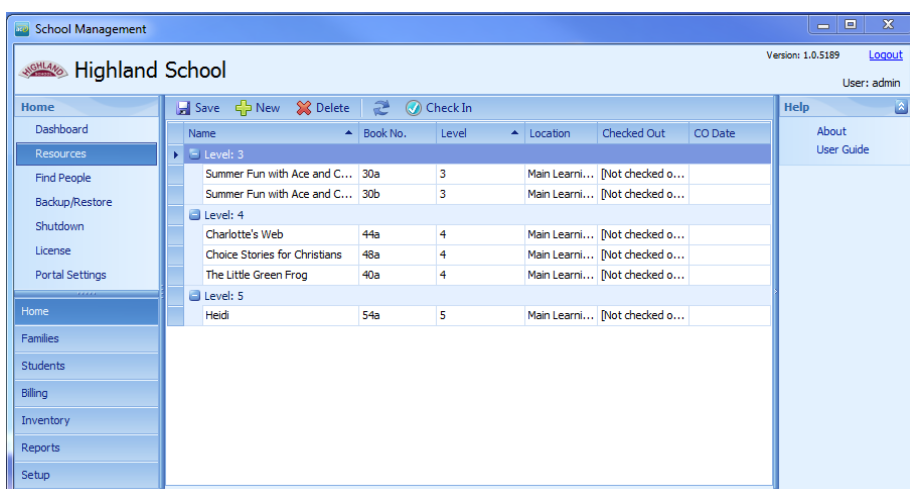 School Management
HIGHLAND
SCHOOL
Highland School
Version: 1.0.5189 Logout
User: admin
Home
Dashboard
Resources
Find People
Backup/Restore
Shutdown
License
Portal Settings
Home
Families
Students
Billing
Inventory
Reports
Setup
Save New Delete Check In
Name Book No. Level Location Checked Out CO Date
Level: 3
Summer Fun with Ace and C... 30a 3 Main Learni... [Not checked o...
Summer Fun with Ace and C... 30b 3 Main Learni... [Not checked o...
Level: 4
Charlotte's Web 44a 4 Main Learni... [Not checked o...
Choice Stories for Christians 48a 4 Main Learni... [Not checked o...
The Little Green Frog 40a 4 Main Learni... [Not checked o...
Level: 5
Heidi 54a 5 Main Learni... [Not checked o...
Help
About
User Guide